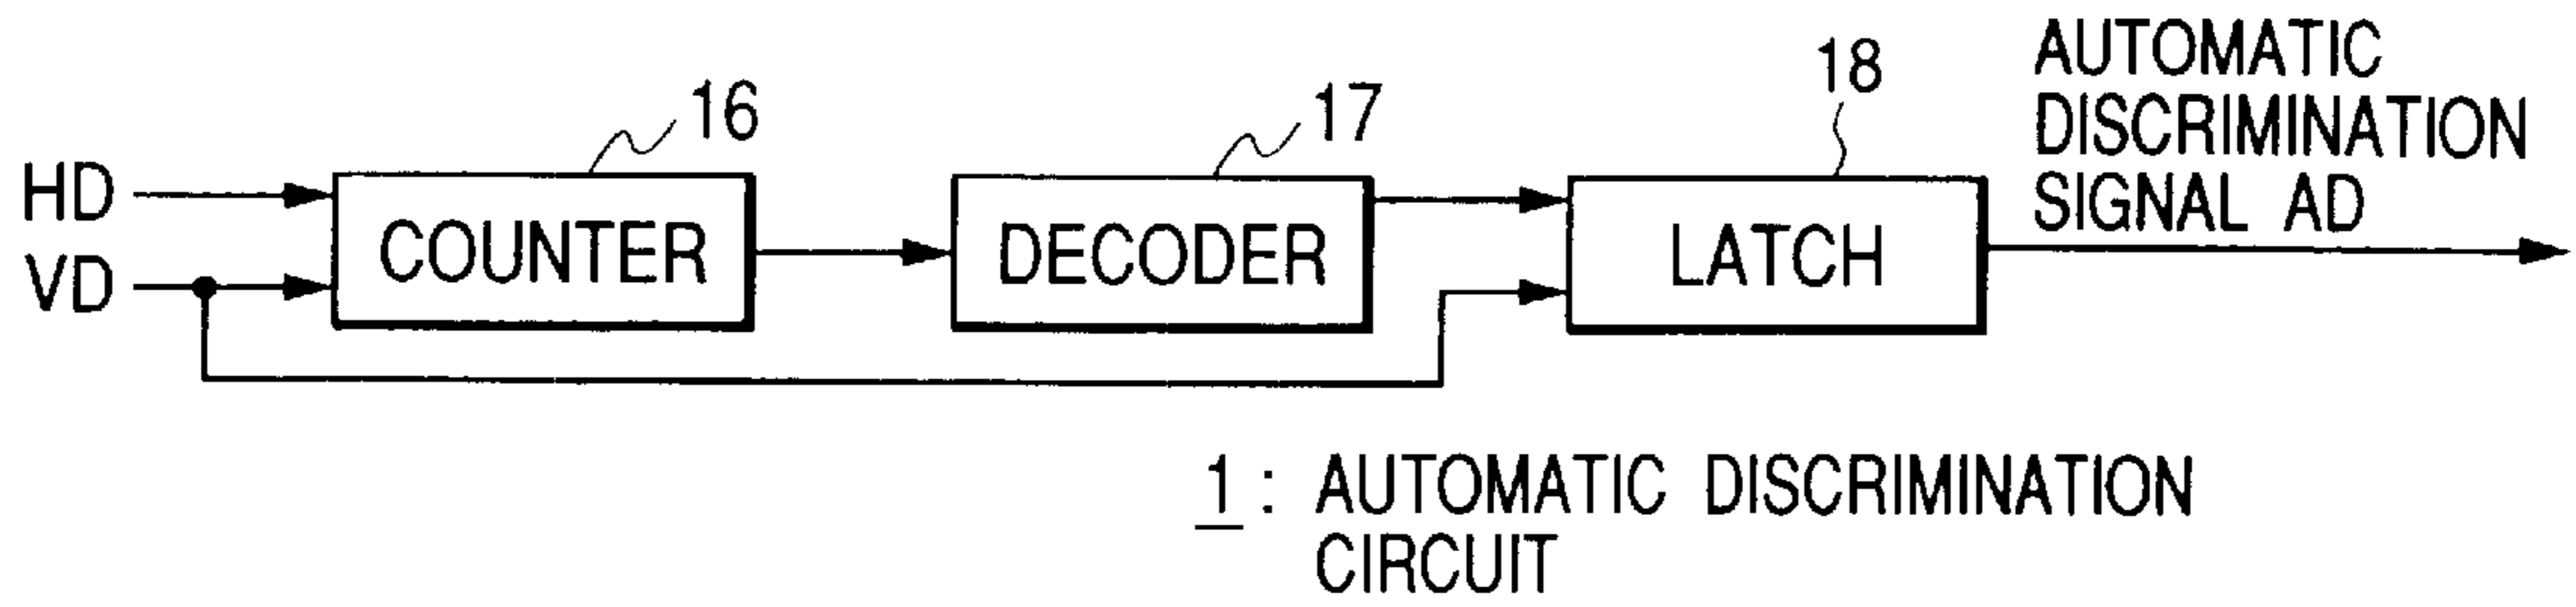 16
17
18
AUTOMATIC
DISCRIMINATION
SIGNAL AD
HD
VD
COUNTER
DECODER
LATCH
1 : AUTOMATIC DISCRIMINATION
CIRCUIT